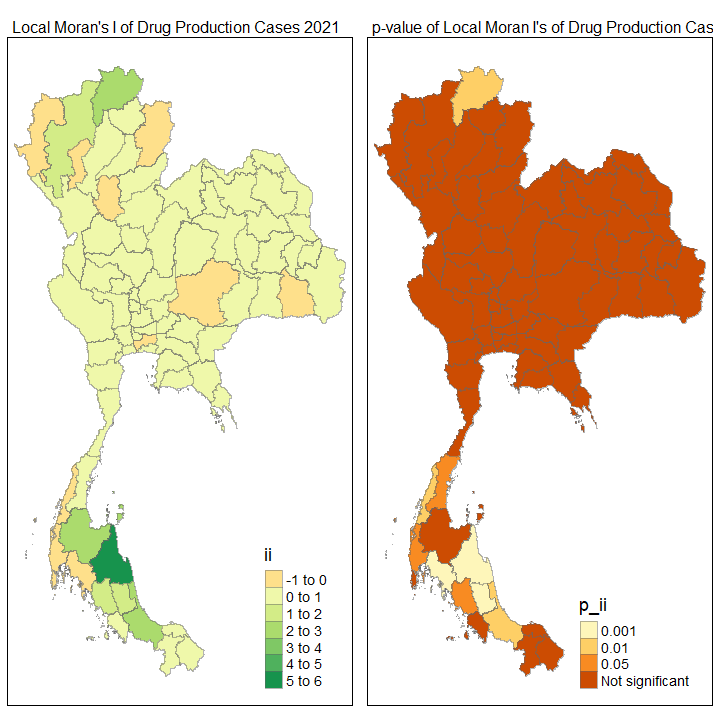 Local Moran's I of Drug Production Cases 2021
p-value of Local Moran I's of Drug Production Cas
ii
-1 to 0
0 to 1
1 to 2
2 to 3
3 to 4
4 to 5
5 to 6
p_ii
0.001
0.01
0.05
Not significant